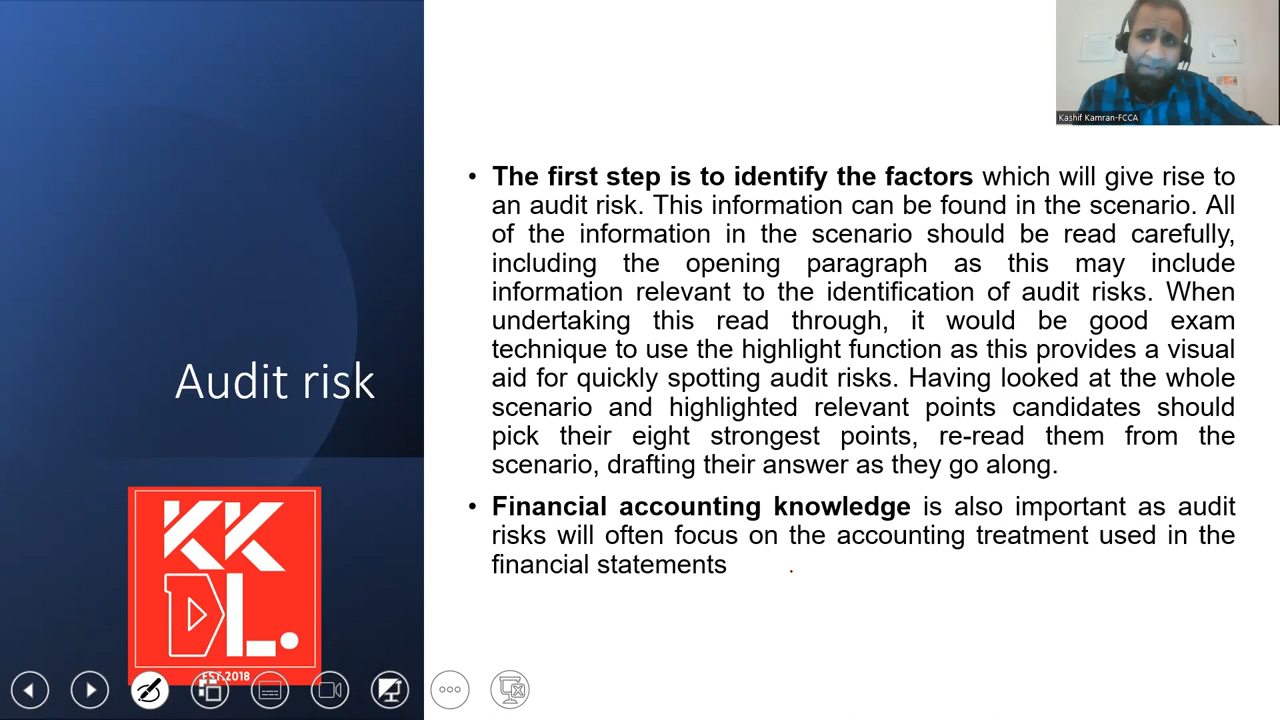 Kashif Kamran-FCCA
• The first step is to identify the factors which will give rise to
an audit risk. This information can be found in the scenario. All
of the information in the scenario should be read carefully,
including the opening paragraph as this may include
information relevant to the identification of audit risks. When
undertaking this read through, it would be good exam
technique to use the highlight function as this provides a visual
aid for quickly spotting audit risks. Having looked at the whole
scenario and highlighted relevant points candidates should
pick their eight strongest points, re-read them from the
scenario, drafting their answer as they go along.
• Financial accounting knowledge is also important as audit
risks will often focus on the accounting treatment used in the
financial statements
Audit risk
KK
DL.
EST.2018